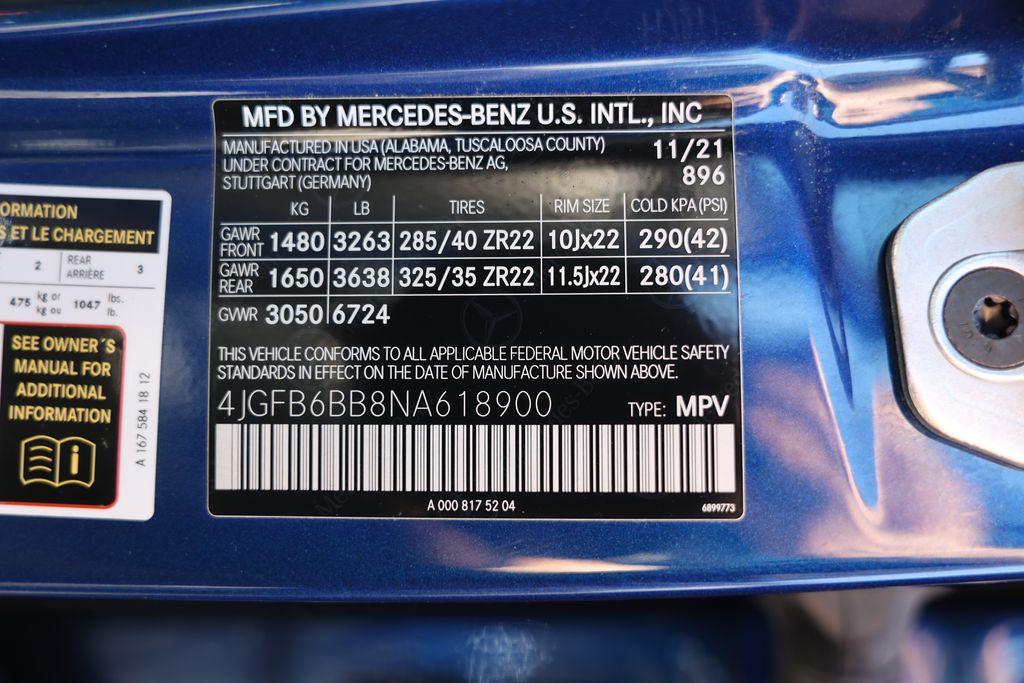 MFD BY MERCEDES-BENZ U.S. INTL., INC
MANUFACTURED IN USA (ALABAMA, TUSCALOOSA COUNTY) 11/21
UNDER CONTRACT FOR MERCEDES-BENZ AG, 896
STUTTGART (GERMANY)
KG LB TIRES RIM SIZE COLD KPA (PSI)
GAWR FRONT 1480 3263 285/40 ZR22 10Jx22 290(42)
GAWR REAR 1650 3638 325/35 ZR22 11.5Jx22 280(41)
GVWR 3050 6724
THIS VEHICLE CONFORMS TO ALL APPLICABLE FEDERAL MOTOR VEHICLE SAFETY
STANDARDS IN EFFECT ON THE DATE OF MANUFACTURE SHOWN ABOVE.
4JGFB6BB8NA618900 TYPE: MPV
A 000 817 52 04 6899773
ORMATION
S ET LE CHARGEMENT
2 REAR ARRIÈRE 3
475 kg or kg ou 1047 lbs. lb.
SEE OWNER´S
MANUAL FOR
ADDITIONAL
INFORMATION
A 167 584 18 12